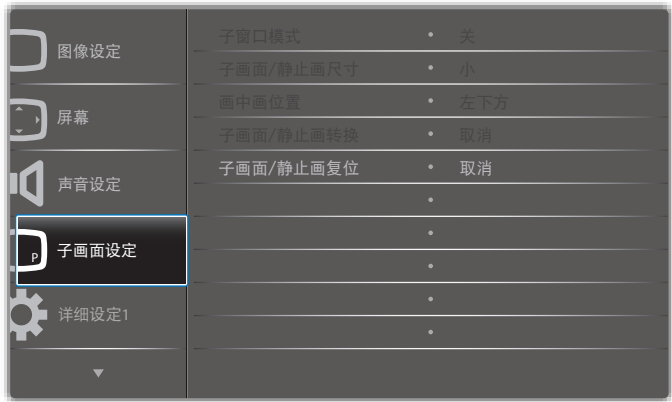 图像设定
屏幕
声音设定
P 子画面设定
详细设定1
▼
子窗口模式 • 关
子画面/静止画尺寸 • 小
画中画位置 • 左下方
子画面/静止画转换 • 取消
子画面/静止画复位 • 取消
•
•
•
•
•